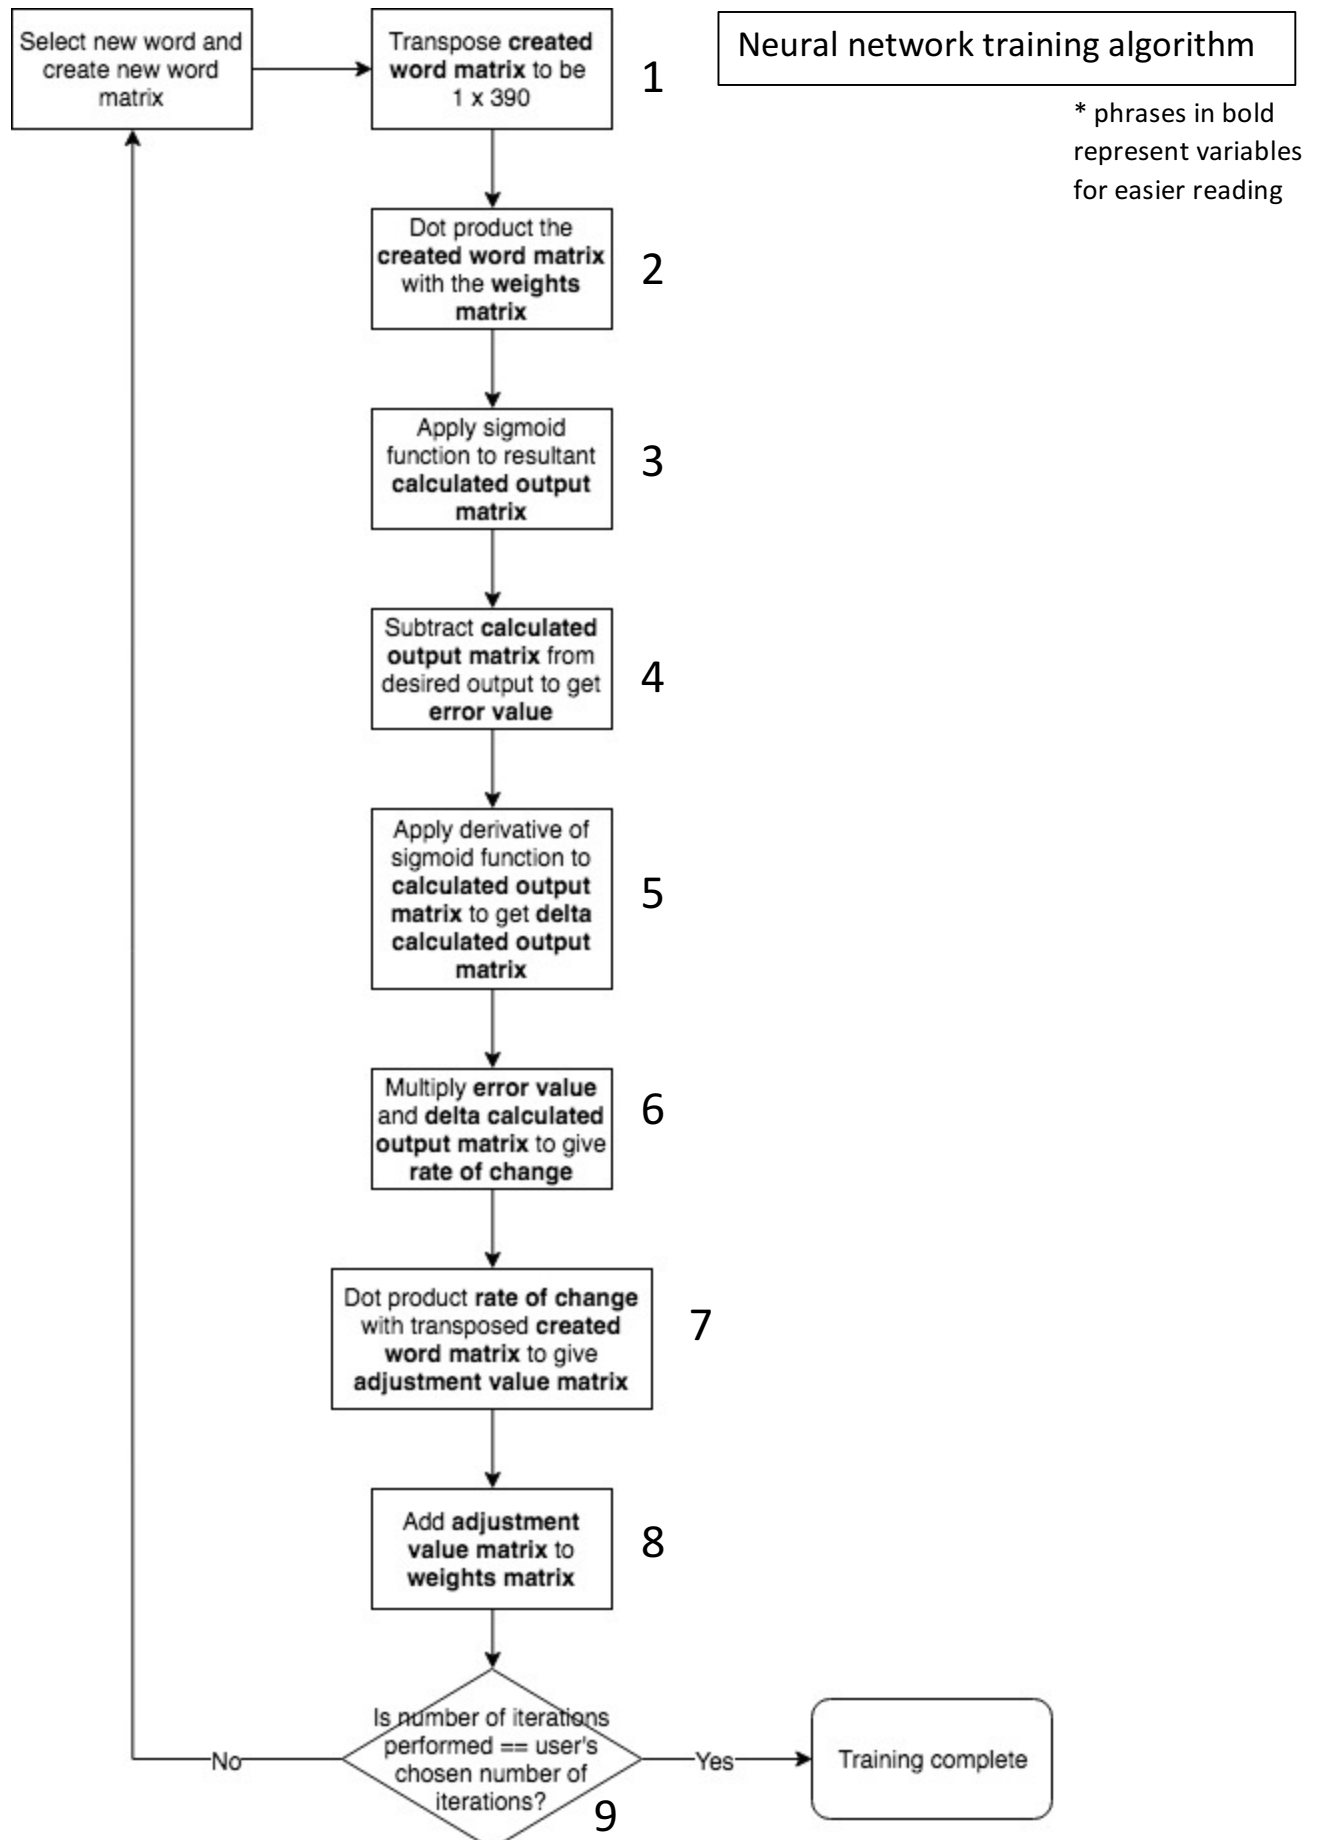 Select new word and
create new word
matrix
Transpose created
word matrix to be
1 x 390
1
Neural network training algorithm
* phrases in bold
represent variables
for easier reading
Dot product the
created word matrix
with the weights
matrix
2
Apply sigmoid
function to resultant
calculated output
matrix
3
Subtract calculated
output matrix from
desired output to get
error value
4
Apply derivative of
sigmoid function to
calculated output
matrix to get delta
calculated output
matrix
5
Multiply error value
and delta calculated
output matrix to give
rate of change
6
Dot product rate of change
with transposed created
word matrix to give
adjustment value matrix
7
Add adjustment
value matrix to
weights matrix
8
Is number of iterations
performed == user's
chosen number of
iterations?
9
No
Yes
Training complete